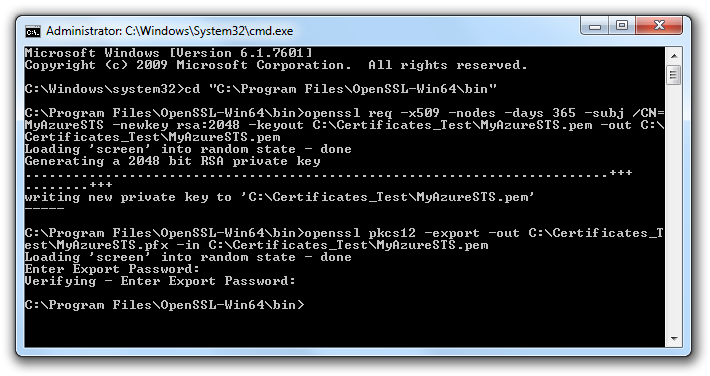 Administrator: C:\Windows\System32\cmd.exe
C:\.
Microsoft Windows [Version 6.1.7601]
Copyright (c) 2009 Microsoft Corporation.  All rights reserved.
C:\Windows\system32>cd "C:\Program Files\OpenSSL-Win64\bin"
C:\Program Files\OpenSSL-Win64\bin>openssl req -x509 -nodes -days 365 -subj /CN=
MyAzureSTS -newkey rsa:2048 -keyout C:\Certificates_Test\MyAzureSTS.pem -out C:\
Certificates_Test\MyAzureSTS.pem
Loading 'screen' into random state - done
Generating a 2048 bit RSA private key
.......................................................................+++
........+++
writing new private key to 'C:\Certificates_Test\MyAzureSTS.pem'
-----
C:\Program Files\OpenSSL-Win64\bin>openssl pkcs12 -export -out C:\Certificates_T
est\MyAzureSTS.pfx -in C:\Certificates_Test\MyAzureSTS.pem
Loading 'screen' into random state - done
Enter Export Password:
Verifying - Enter Export Password:
C:\Program Files\OpenSSL-Win64\bin>